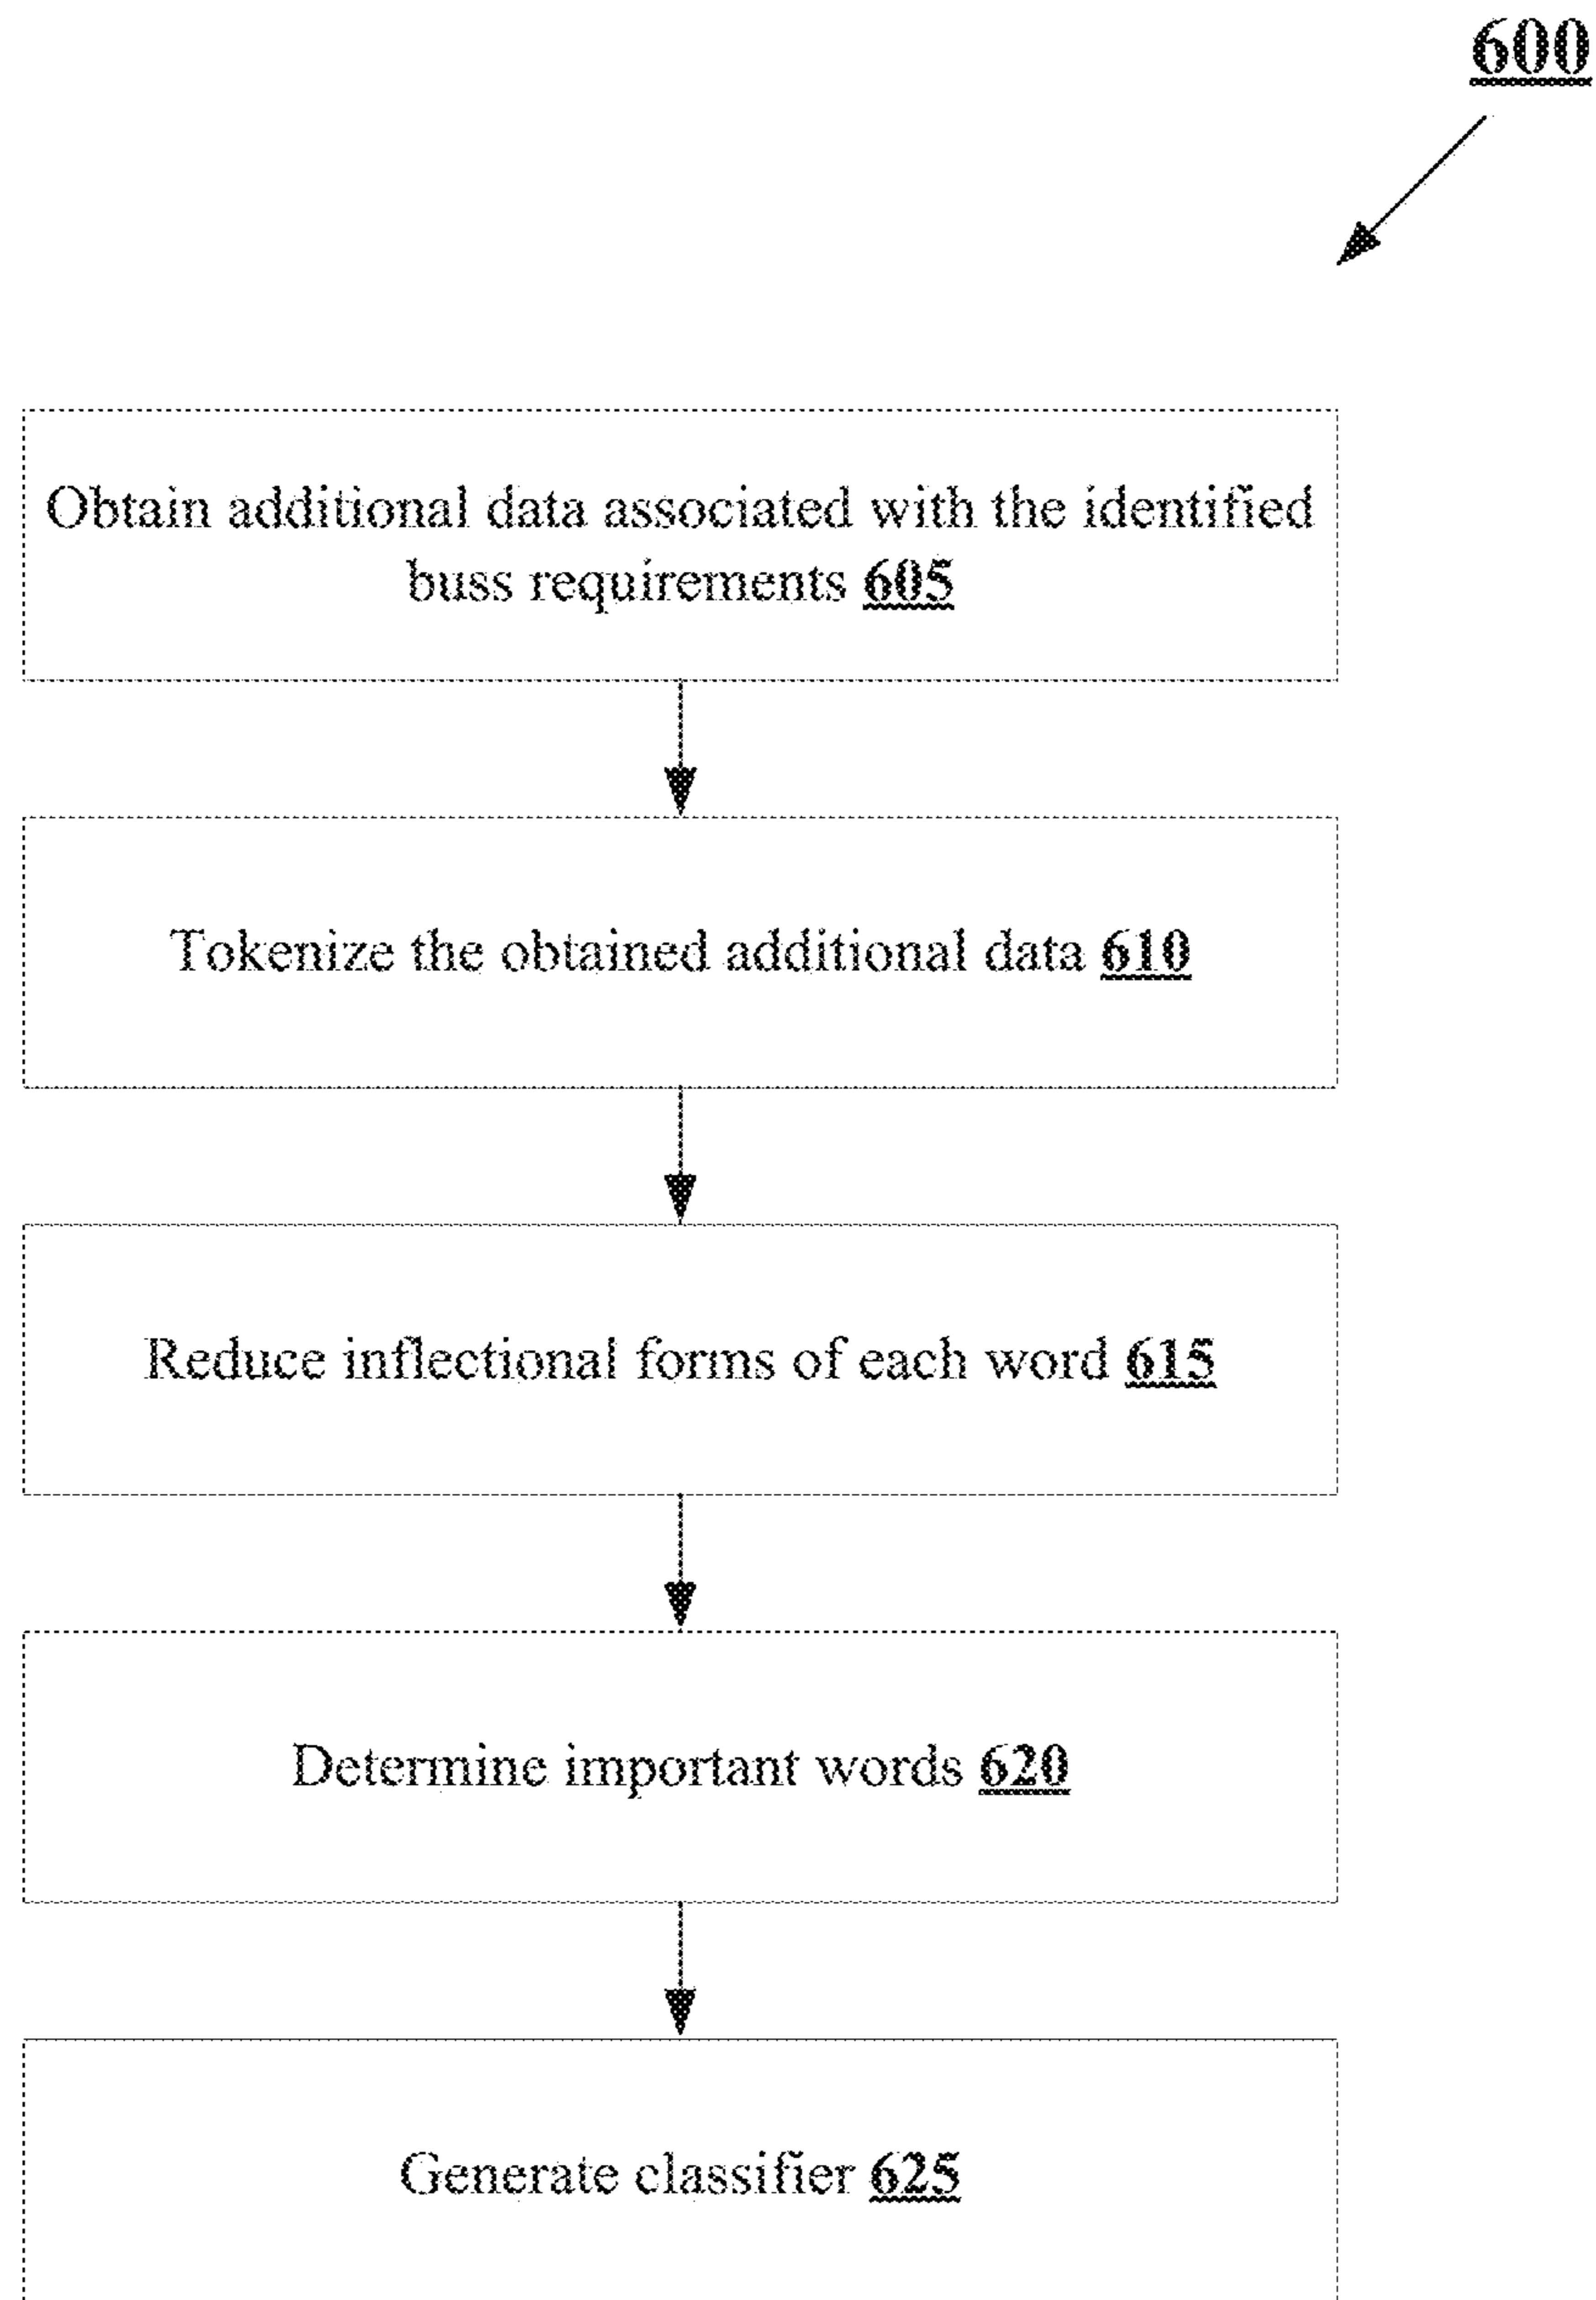 600
Obtain additional data associated with the identified
buss requirements 605
Tokenize the obtained additional data 610
Reduce inflectional forms of each word 615
Determine important words 620
Generate classifier 625